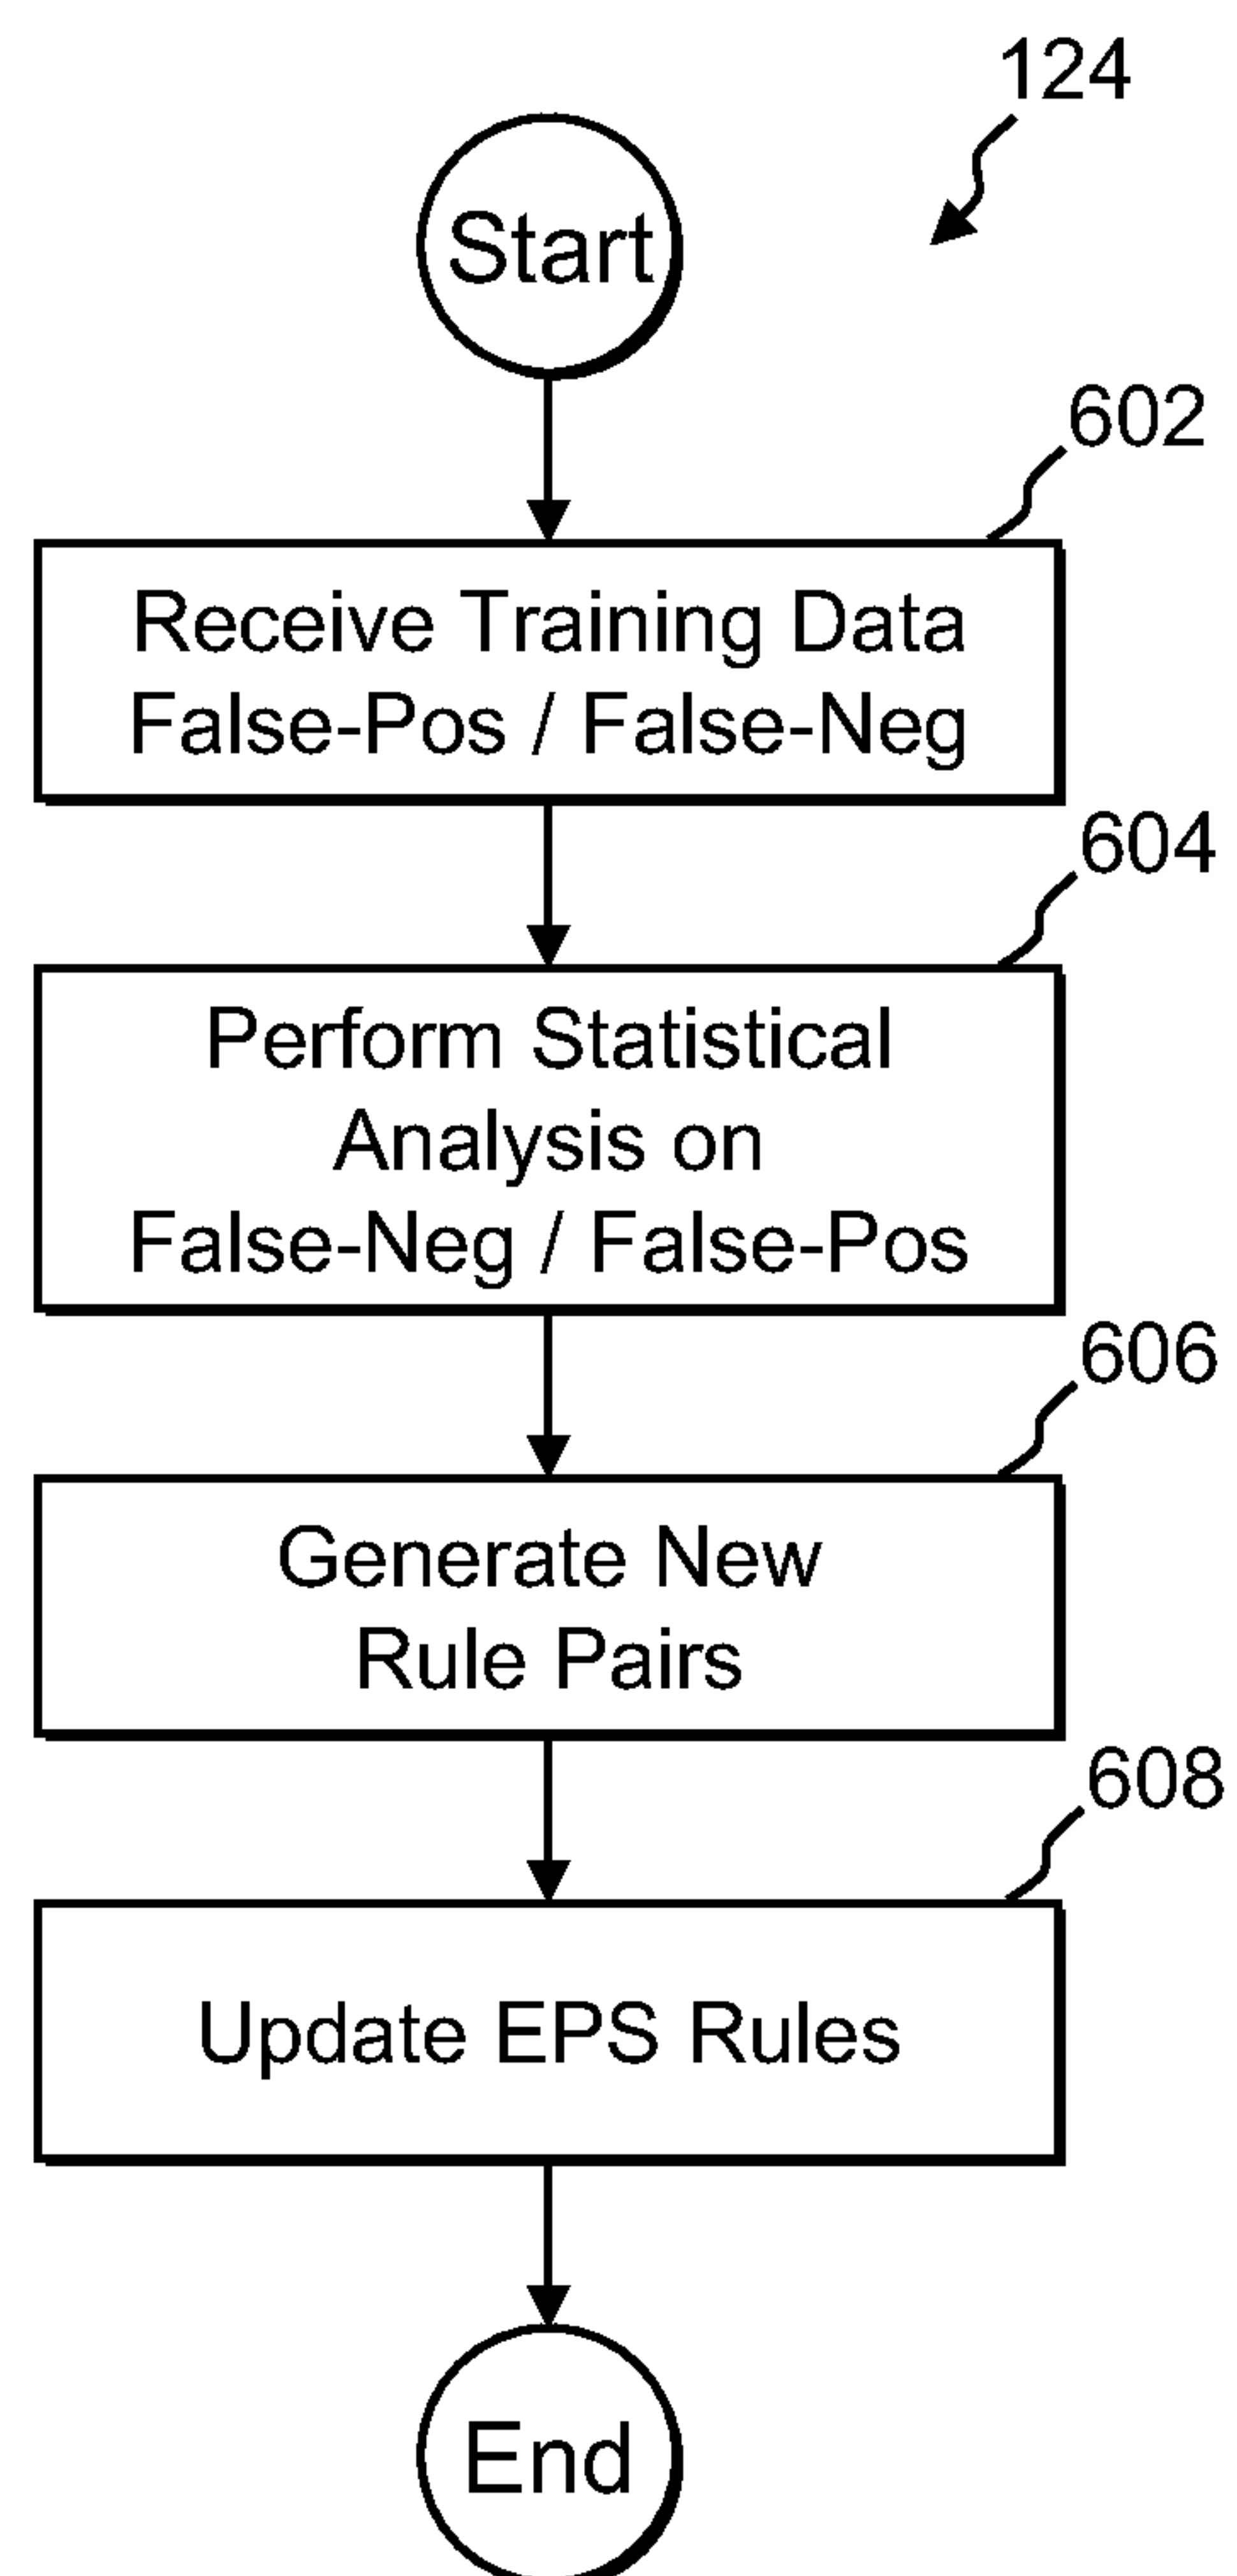 124
Start
602
Receive Training Data
False-Pos / False-Neg
604
Perform Statistical
Analysis on
False-Neg / False-Pos
606
Generate New
Rule Pairs
608
Update EPS Rules
End